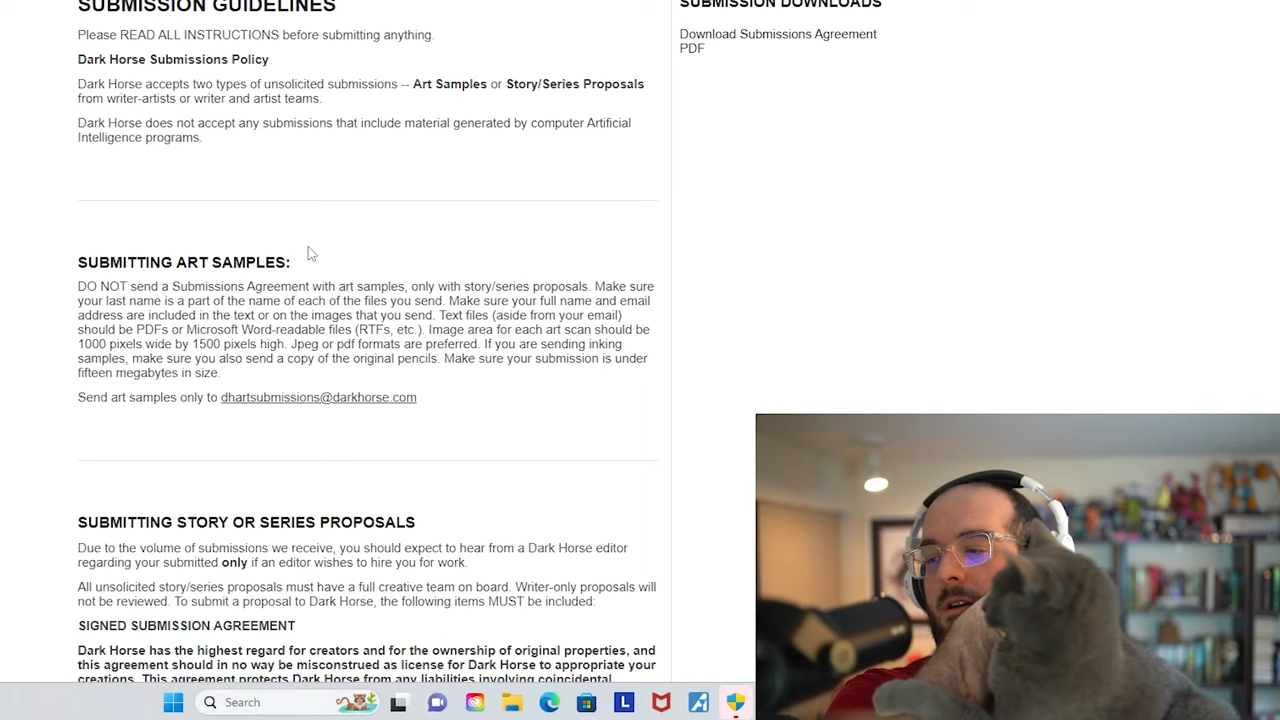 SUBMISSION GUIDELINES
Please READ ALL INSTRUCTIONS before submitting anything.
Dark Horse Submissions Policy
Dark Horse accepts two types of unsolicited submissions -- Art Samples or Story/Series Proposals
from writer-artists or writer and artist teams.
Dark Horse does not accept any submissions that include material generated by computer Artificial
Intelligence programs.
SUBMITTING ART SAMPLES:
DO NOT send a Submissions Agreement with art samples, only with story/series proposals. Make sure
your last name is a part of the name of each of the files you send. Make sure your full name and email
address are included in the text or on the images that you send. Text files (aside from your email)
should be PDFs or Microsoft Word-readable files (RTFs, etc.). Image area for each art scan should be
1000 pixels wide by 1500 pixels high. Jpeg or pdf formats are preferred. If you are sending inking
samples, make sure you also send a copy of the original pencils. Make sure your submission is under
fifteen megabytes in size.
Send art samples only to dhartsubmissions@darkhorse.com
SUBMITTING STORY OR SERIES PROPOSALS
Due to the volume of submissions we receive, you should expect to hear from a Dark Horse editor
regarding your submitted only if an editor wishes to hire you for work.
All unsolicited story/series proposals must have a full creative team on board. Writer-only proposals will
not be reviewed. To submit a proposal to Dark Horse, the following items MUST be included:
SIGNED SUBMISSION AGREEMENT
Dark Horse has the highest regard for creators and for the ownership of original properties, and
this agreement should in no way be misconstrued as license for Dark Horse to appropriate your
creations. This agreement protects Dark Horse from any liabilities involving coincidental
SUBMISSION DOWNLOADS
Download Submissions Agreement
PDF
Search